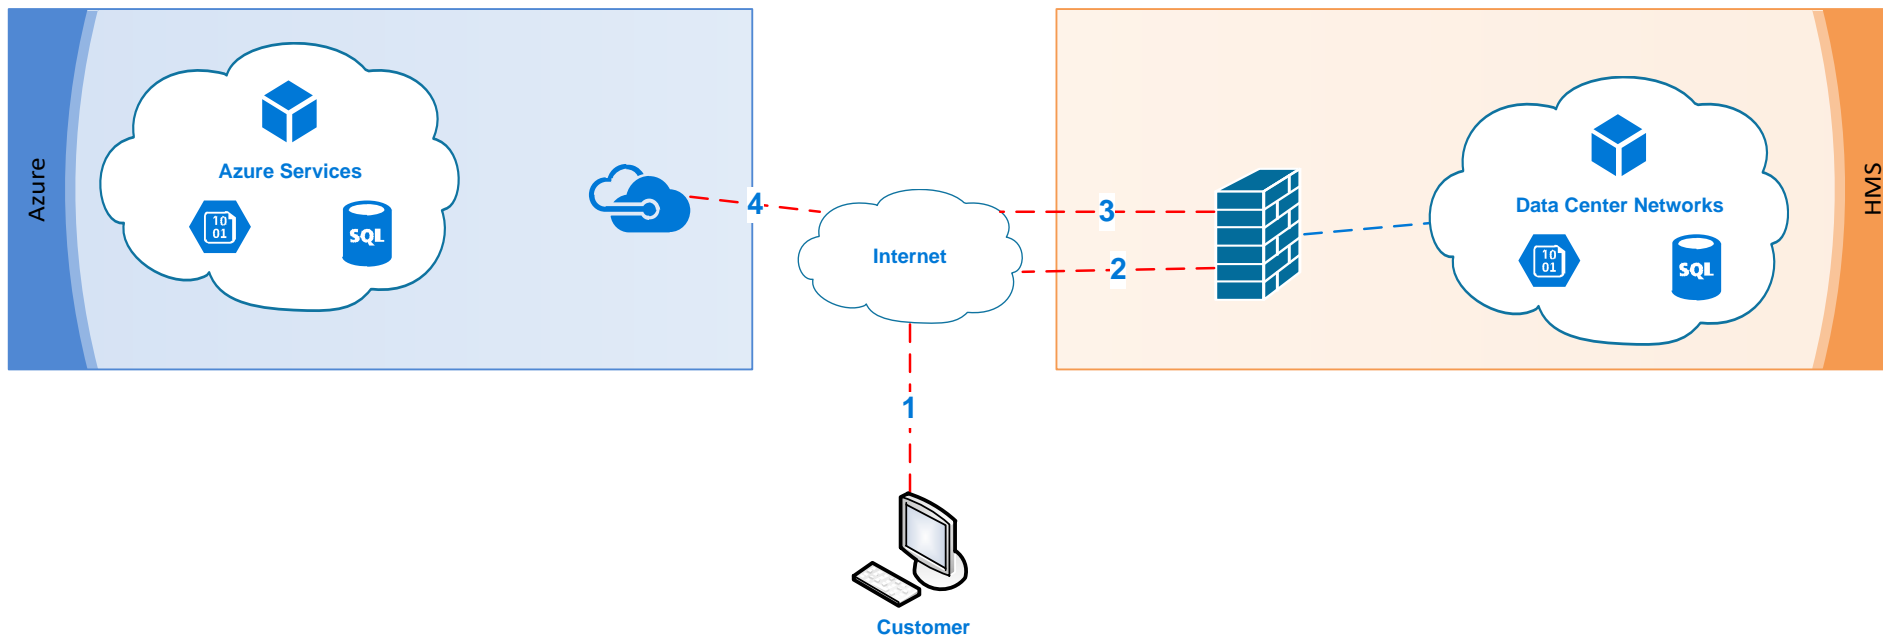 Azure
Azure Services
10
01
SQL
4
Internet
3
2
HMS
Data Center Networks
10
01
SQL
1
Customer